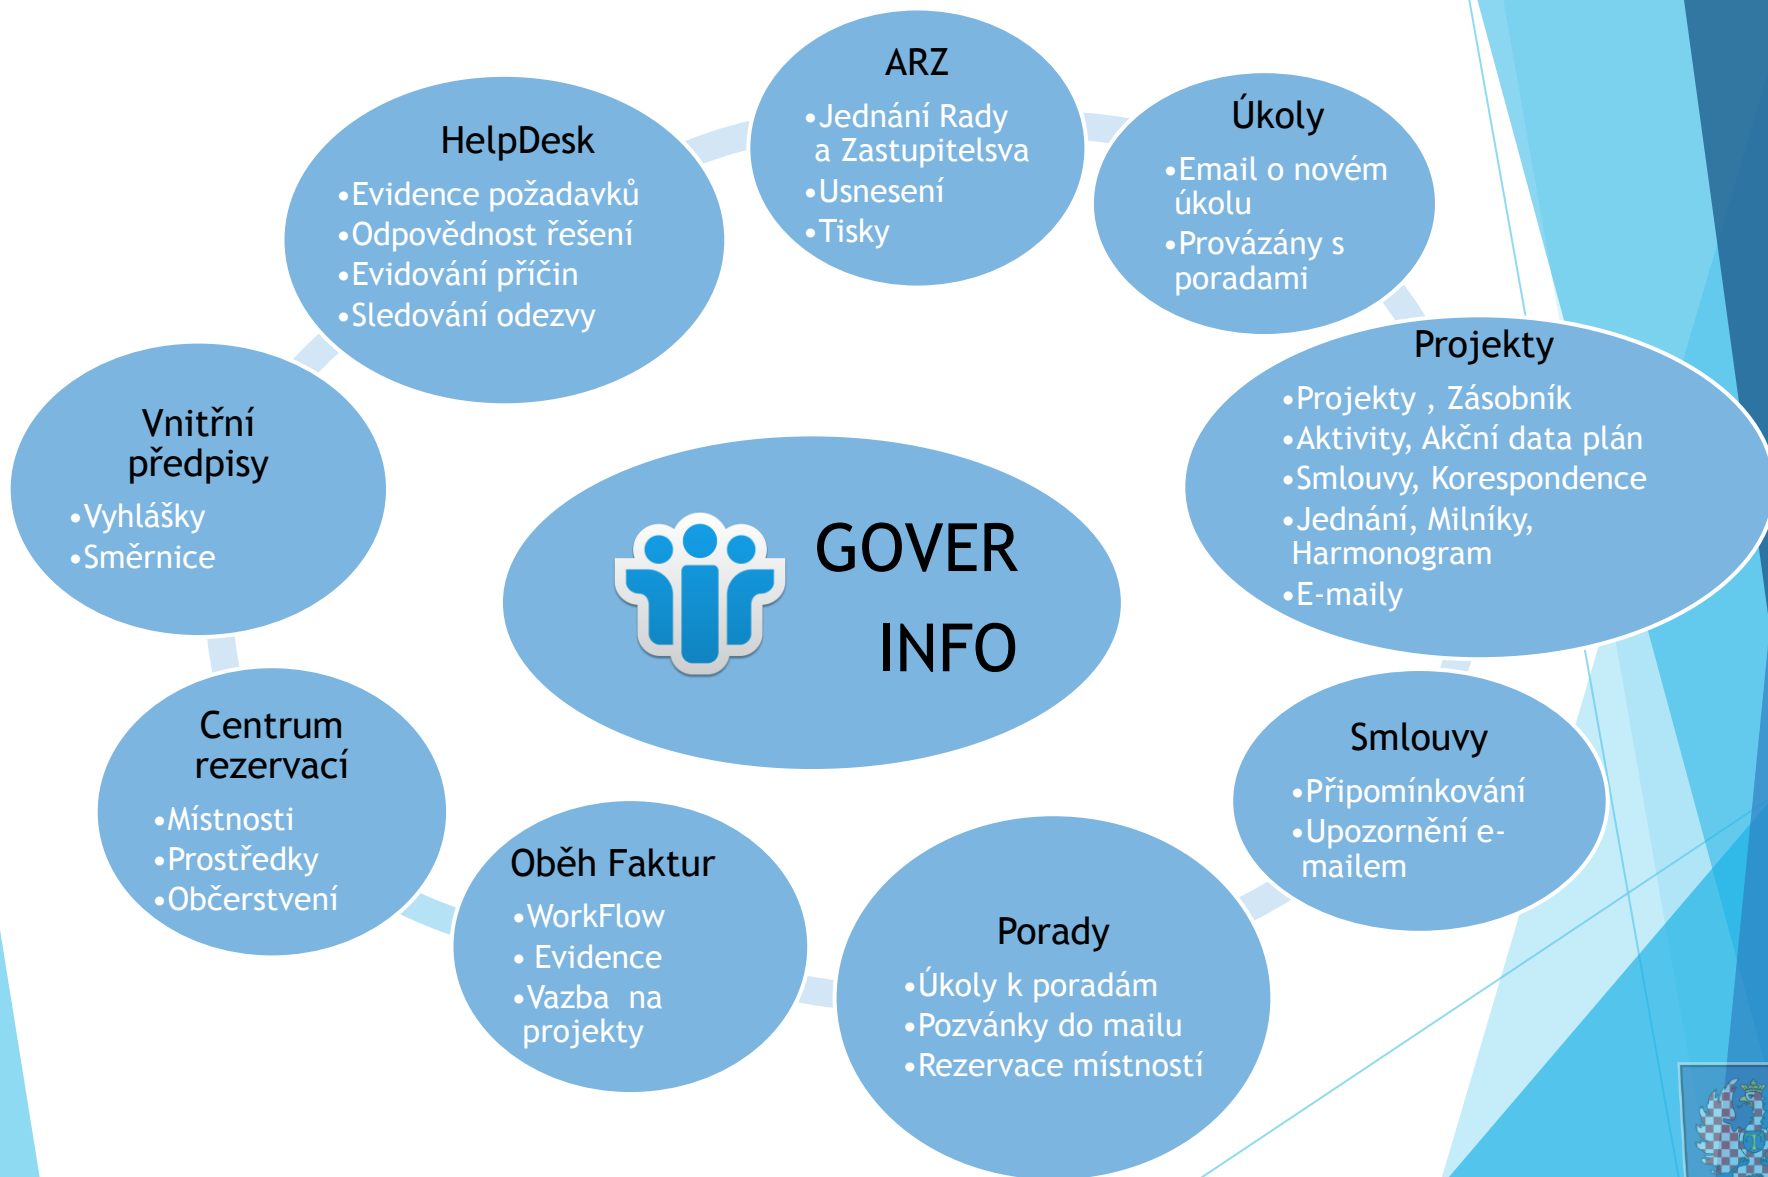 ARZ
•Jednání Rady
a Zastupitelsva
•Usnesení
•Tisky
Úkoly
•Email o novém
úkolu
•Provázány s
poradami
Projekty
•Projekty , Zásobník
•Aktivity, Akční data plán
•Smlouvy, Korespondence
•Jednání, Milníky,
Harmonogram
•E-maily
Smlouvy
•Připomínkování
•Upozornění e-
mailem
Porady
•Úkoly k poradám
•Pozvánky do mailu
•Rezervace místností
Oběh Faktur
•WorkFlow
• Evidence
•Vazba na
projekty
Centrum
rezervací
•Místnosti
•Prostředky
•Občerstvení
Vnitřní
předpisy
•Vyhlášky
•Směrnice
HelpDesk
•Evidence požadavků
•Odpovědnost řešení
•Evidování příčin
•Sledování odezvy
GOVER
INFO